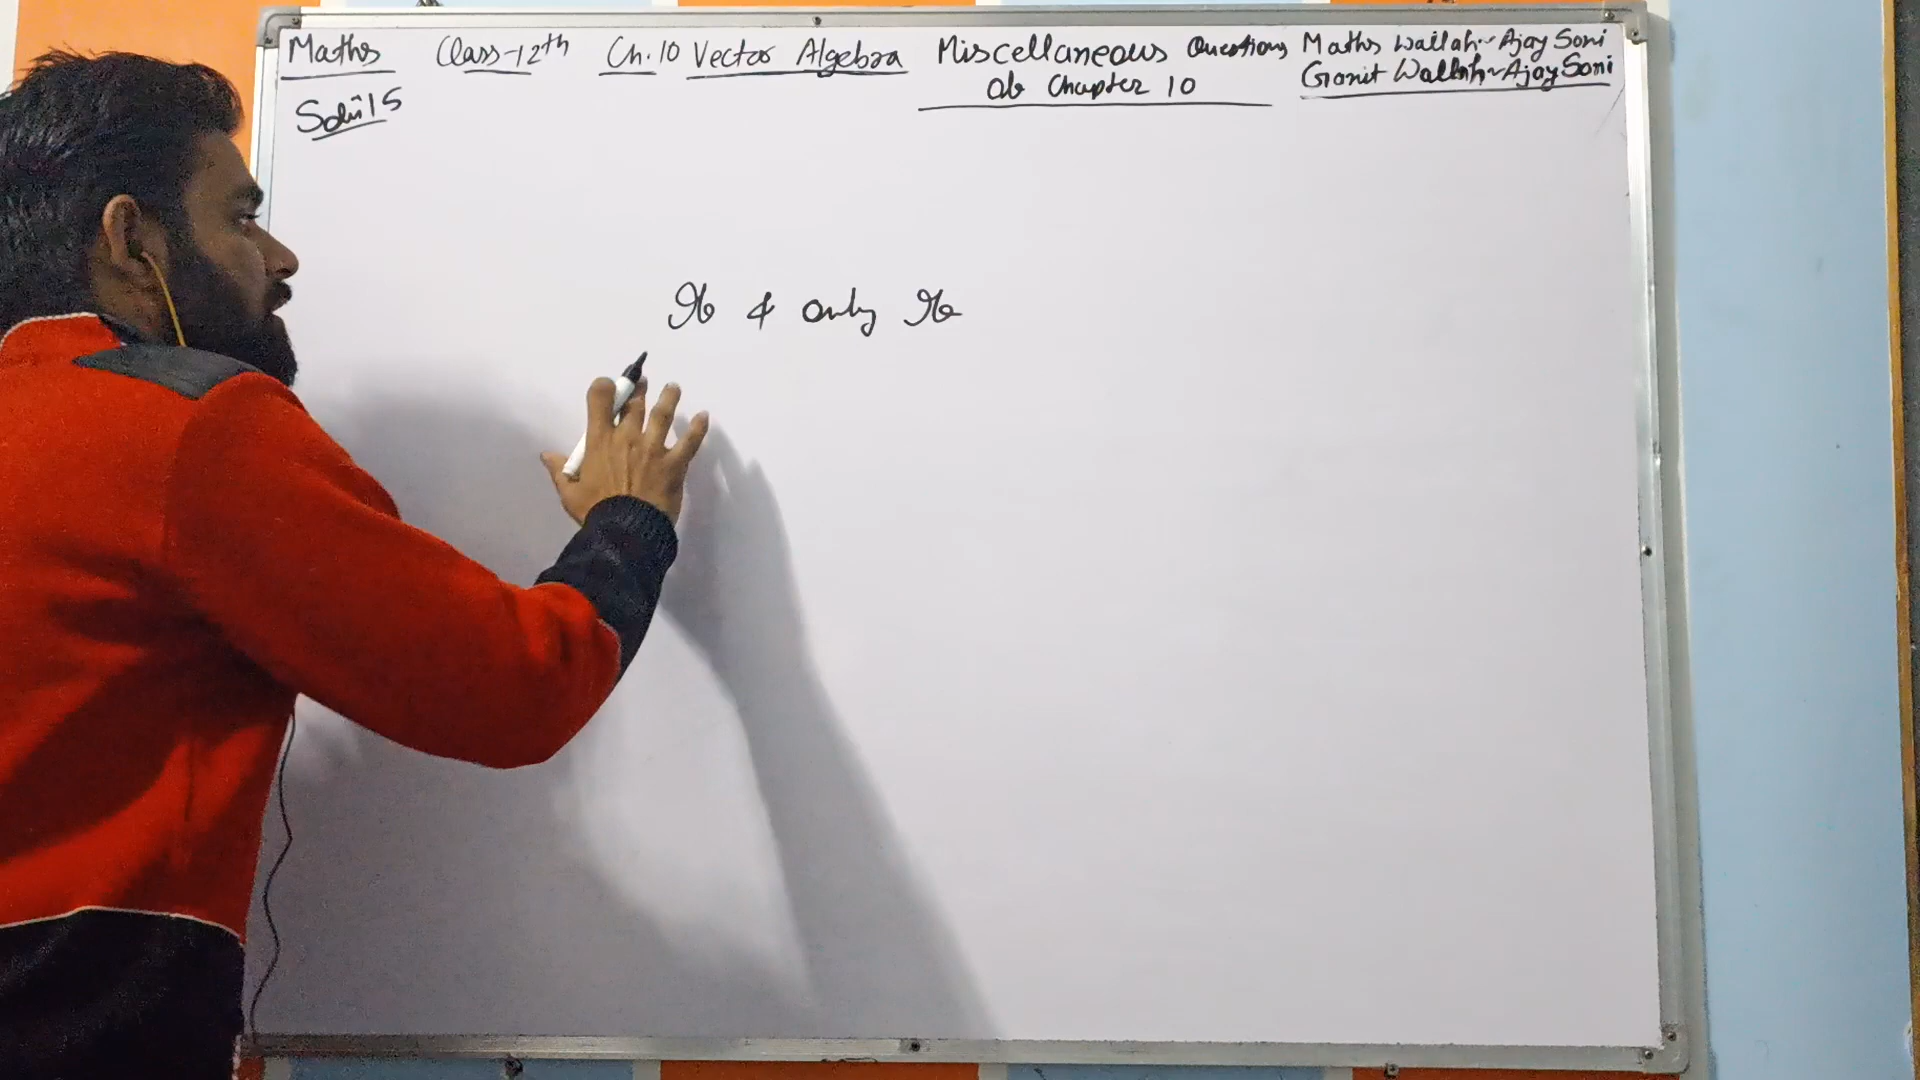 Maths Class-12th Ch.10 Vector Algebra Miscellaneous Questions Maths Wallah~Ajay Soni
of Chapter 10 Ganit Wallah~Ajay Soni
Soln 15
If & only If